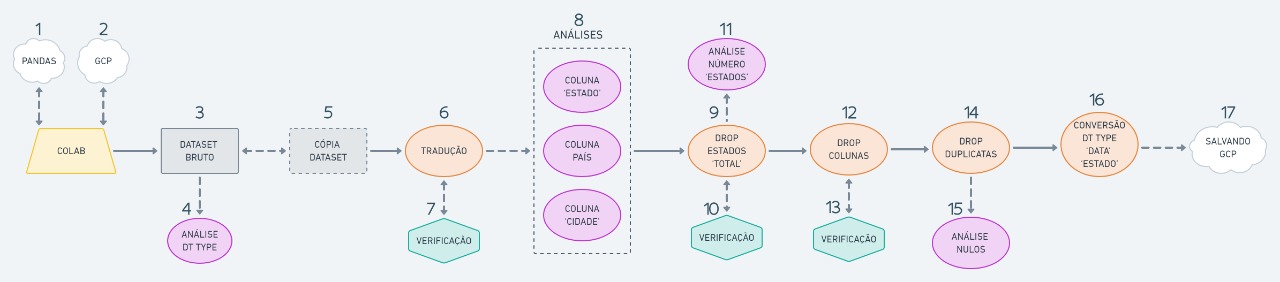 1
PANDAS
2
GCP
COLAB
3
DATASET
BRUTO
4
ANÁLISE
DT TYPE
5
CÓPIA
DATASET
6
TRADUÇÃO
7
VERIFICAÇÃO
8
ANÁLISES
COLUNA
'ESTADO'
COLUNA
PAÍS
COLUNA
'CIDADE'
9
DROP
ESTADOS
'TOTAL'
10
VERIFICAÇÃO
11
ANÁLISE
NÚMERO
'ESTADOS'
12
DROP
COLUNAS
13
VERIFICAÇÃO
14
DROP
DUPLICATAS
15
ANÁLISE
NULOS
16
CONVERSÃO
DT TYPE
'DATA'
'ESTADO'
17
SALVANDO
GCP